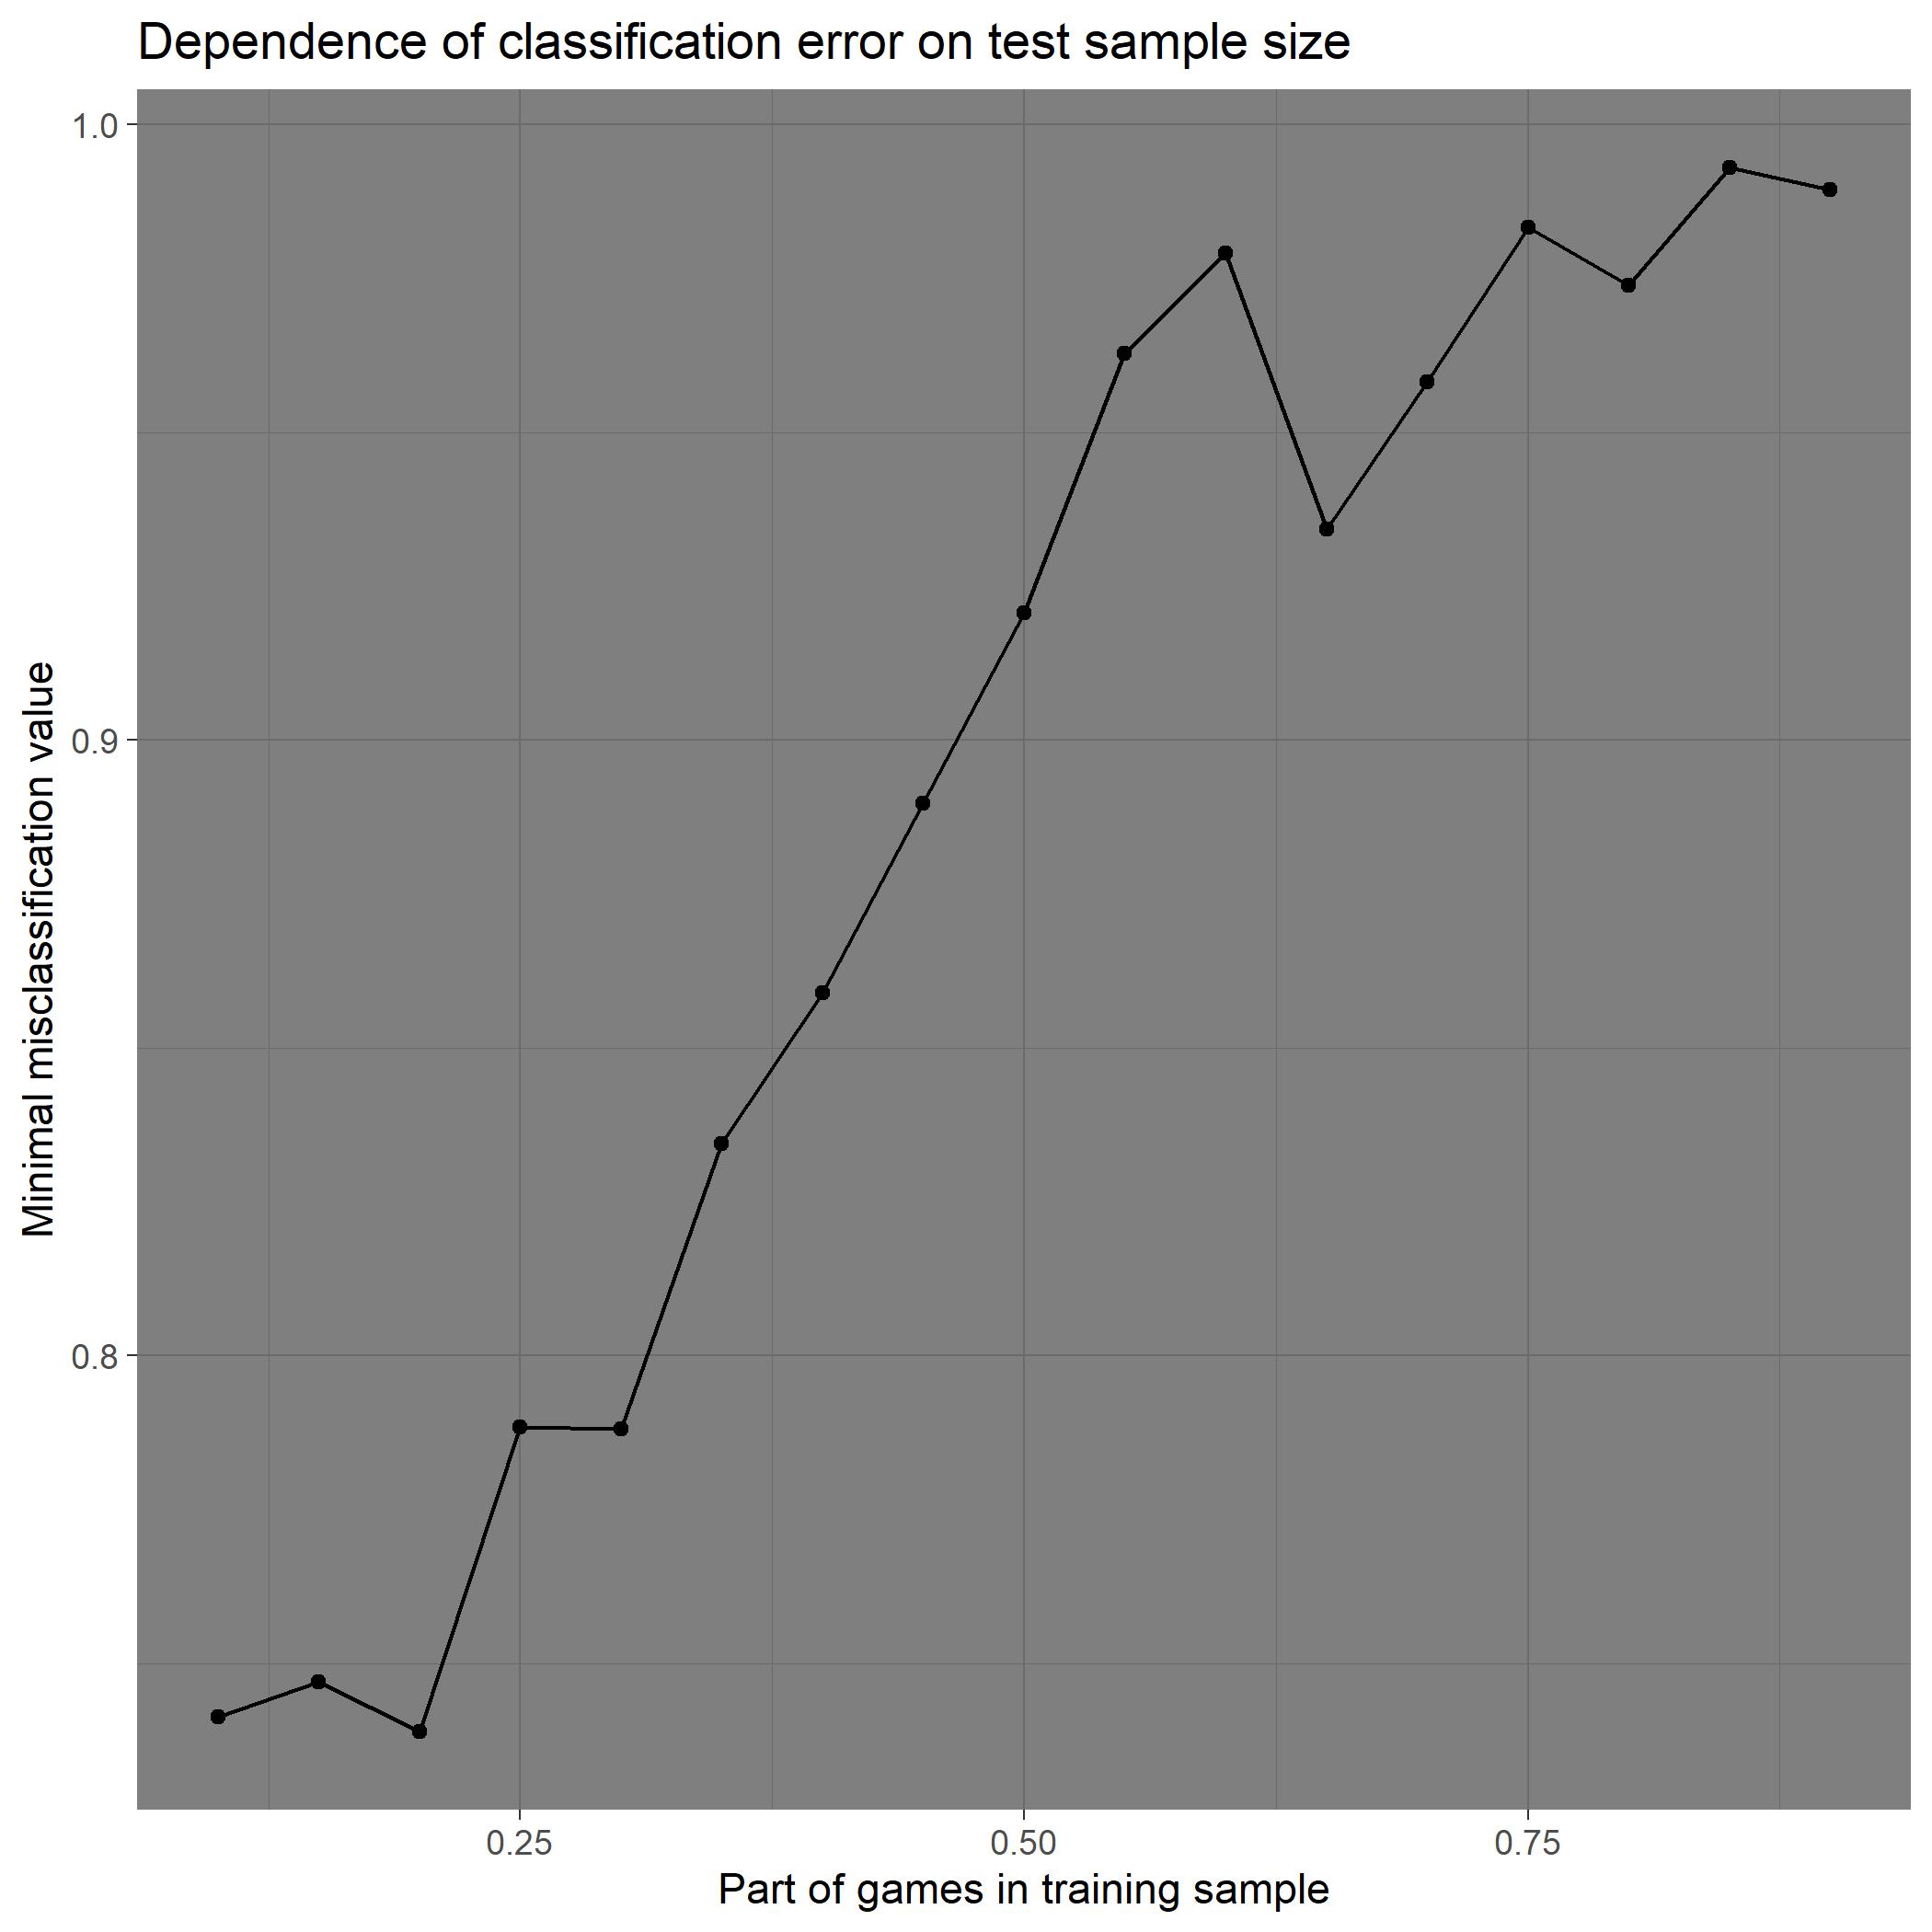 Dependence of classification error on test sample size
1.0
0.9
0.8
Minimal misclassification value
0.25 0.50 0.75
Part of games in training sample